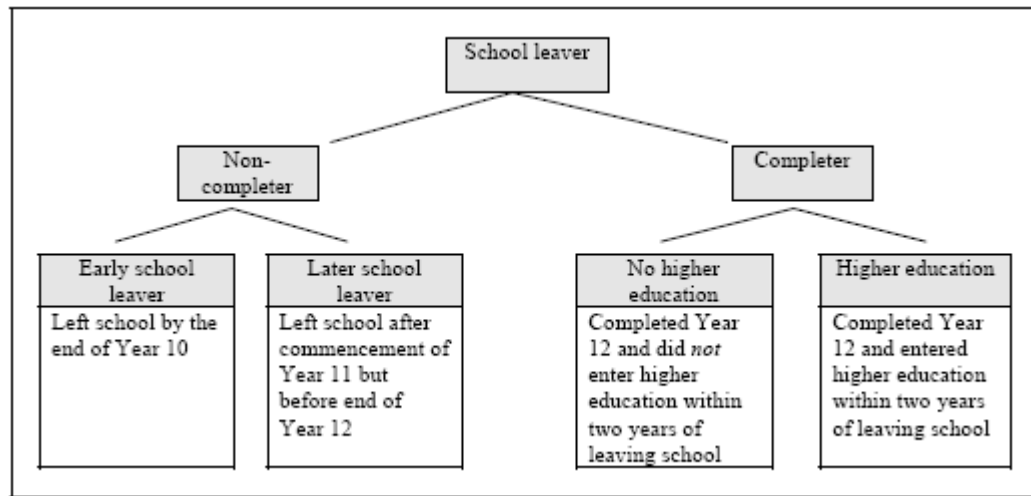 School leaver
Non-
completer
Completer
Early school
leaver
Left school by the
end of Year 10
Later school
leaver
Left school after
commencement of
Year 11 but
before end of
Year 12
No higher
education
Completed Year
12 and did not
enter higher
education within
two years of
leaving school
Higher education
Completed Year
12 and entered
higher education
within two years
of leaving school